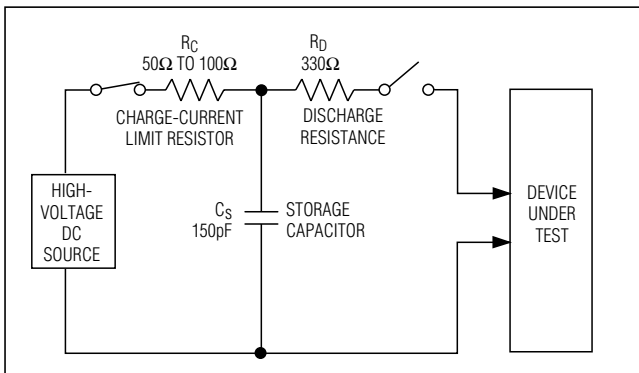 R_C
50Ω TO 100Ω
CHARGE-CURRENT
LIMIT RESISTOR
R_D
330Ω
DISCHARGE
RESISTANCE
HIGH-
VOLTAGE
DC
SOURCE
C_S
150pF
STORAGE
CAPACITOR
DEVICE
UNDER
TEST